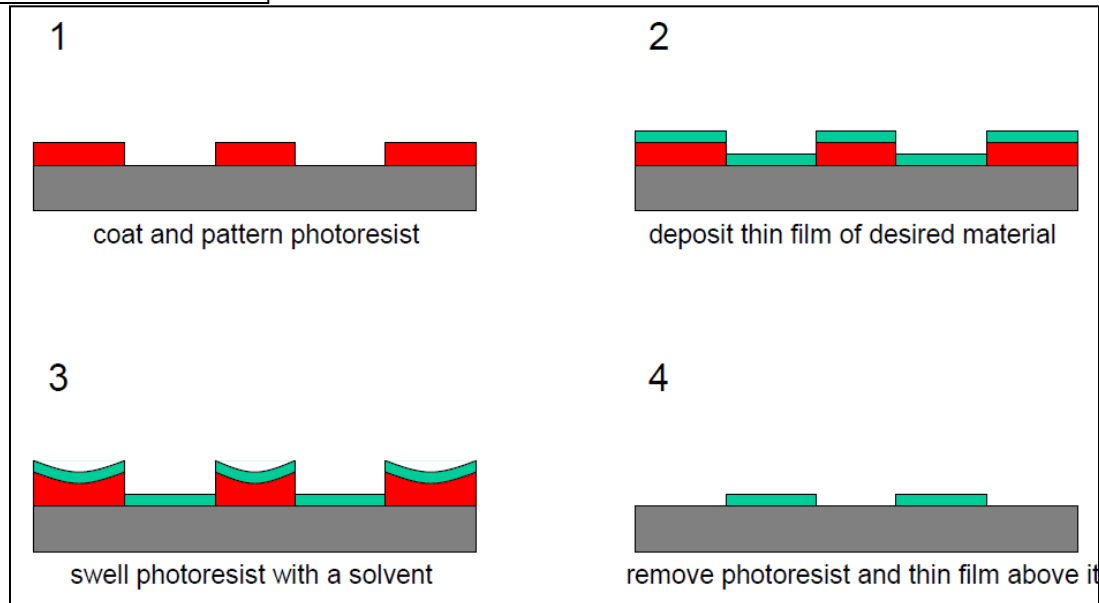 1
2
coat and pattern photoresist
deposit thin film of desired material
3
4
swell photoresist with a solvent
remove photoresist and thin film above it